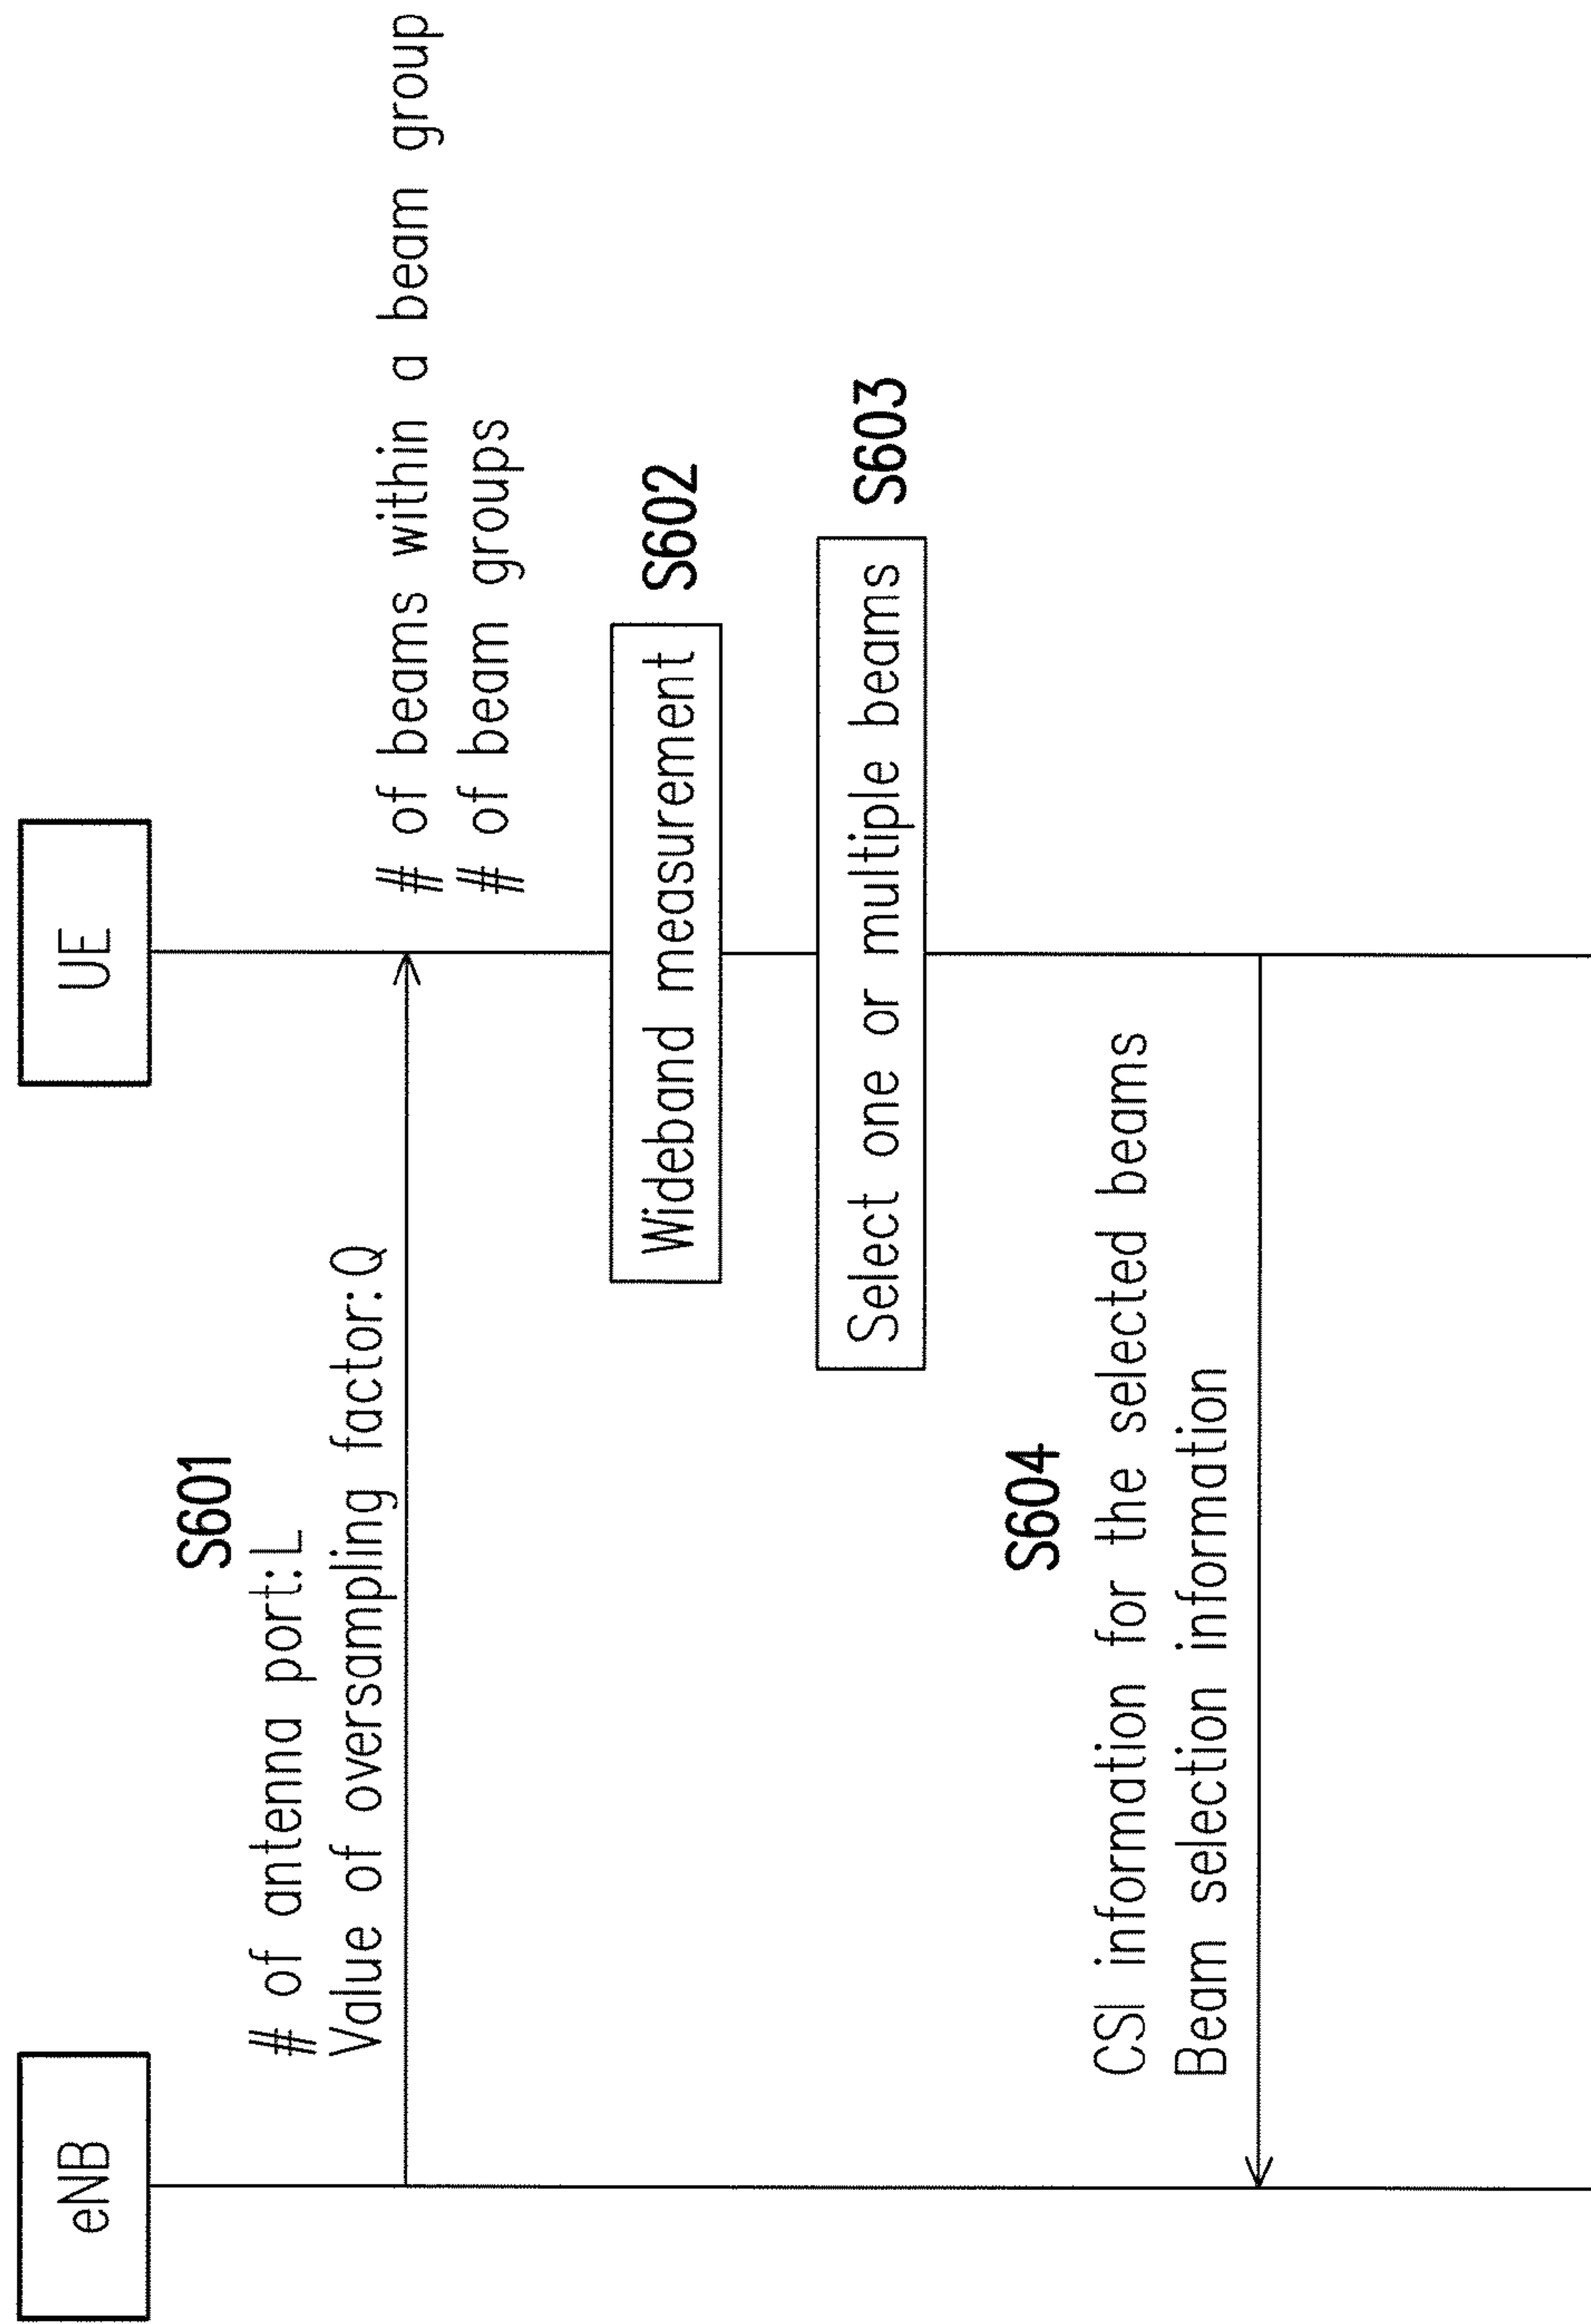 eNB
UE
S601
# of antenna port:L
Value of oversampling factor:Q
# of beams within a beam group
# of beam groups
Wideband measurement
S602
Select one or multiple beams
S603
S604
CSI information for the selected beams
Beam selection information